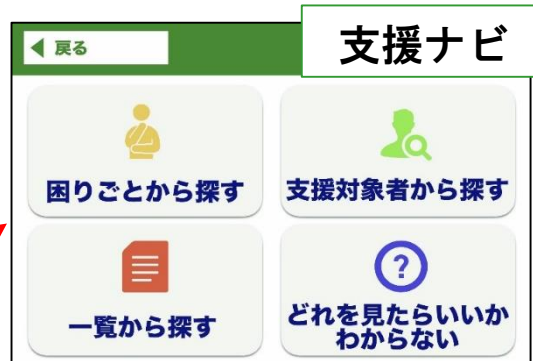 戻る
支援ナビ
困りごとから探す
支援対象者から探す
一覧から探す
?
どれを見たらいいか
わからない